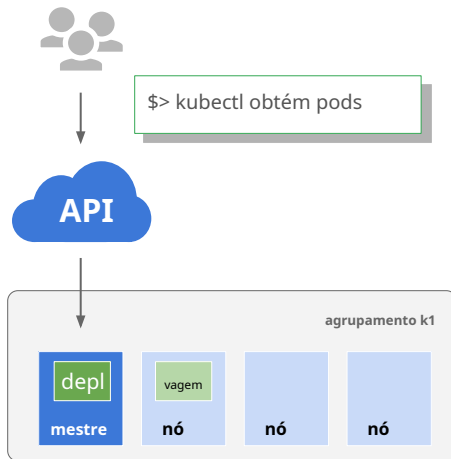 $> kubectl obtém pods
API
agrupamento k1
depl
vagem
mestre
nó
nó
nó